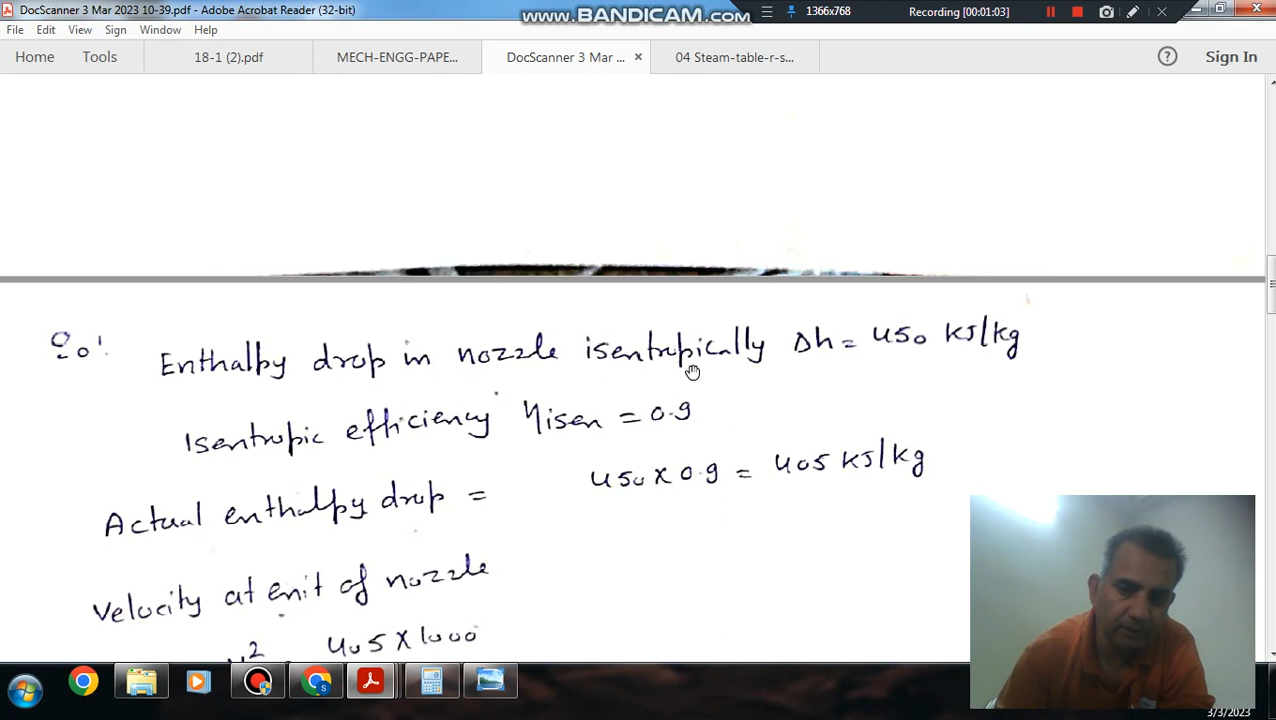 DocScanner 3 Mar 2023 10-39.pdf - Adobe Acrobat Reader (32-bit)
www.BANDICAM.com
1366x768
Recording [00:01:03]
File Edit View Sign Window Help
Home Tools 18-1 (2).pdf MECH-ENGG-PAPE... DocScanner 3 Mar ... × 04 Steam-table-r-s... ? Sign In
Sol.
Enthalpy drop in nozzle isentropically Δh = 450 kJ/kg
Isentropic efficiency ηisen = 0.9
Actual enthalpy drop = 450 X 0.9 = 405 kJ/kg
Velocity at exit of nozzle
2 405 X 1000
3/3/2023